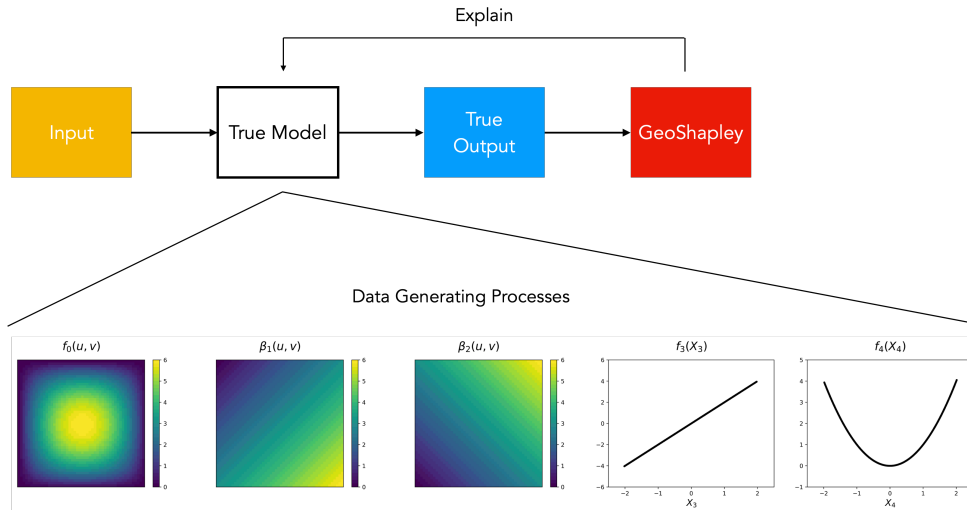 Explain
Input
True Model
True
Output
GeoShapley
Data Generating Processes
f₀(u, v)
β₁(u, v)
β₂(u, v)
f₃(X₃)
f₄(X₄)
6
5
4
3
2
1
0
6
5
4
3
2
1
0
6
5
4
3
2
1
0
6
4
2
0
−2
−4
−6
−2 −1 0 1 2
X₃
5
4
3
2
1
0
−1
−2 −1 0 1 2
X₄